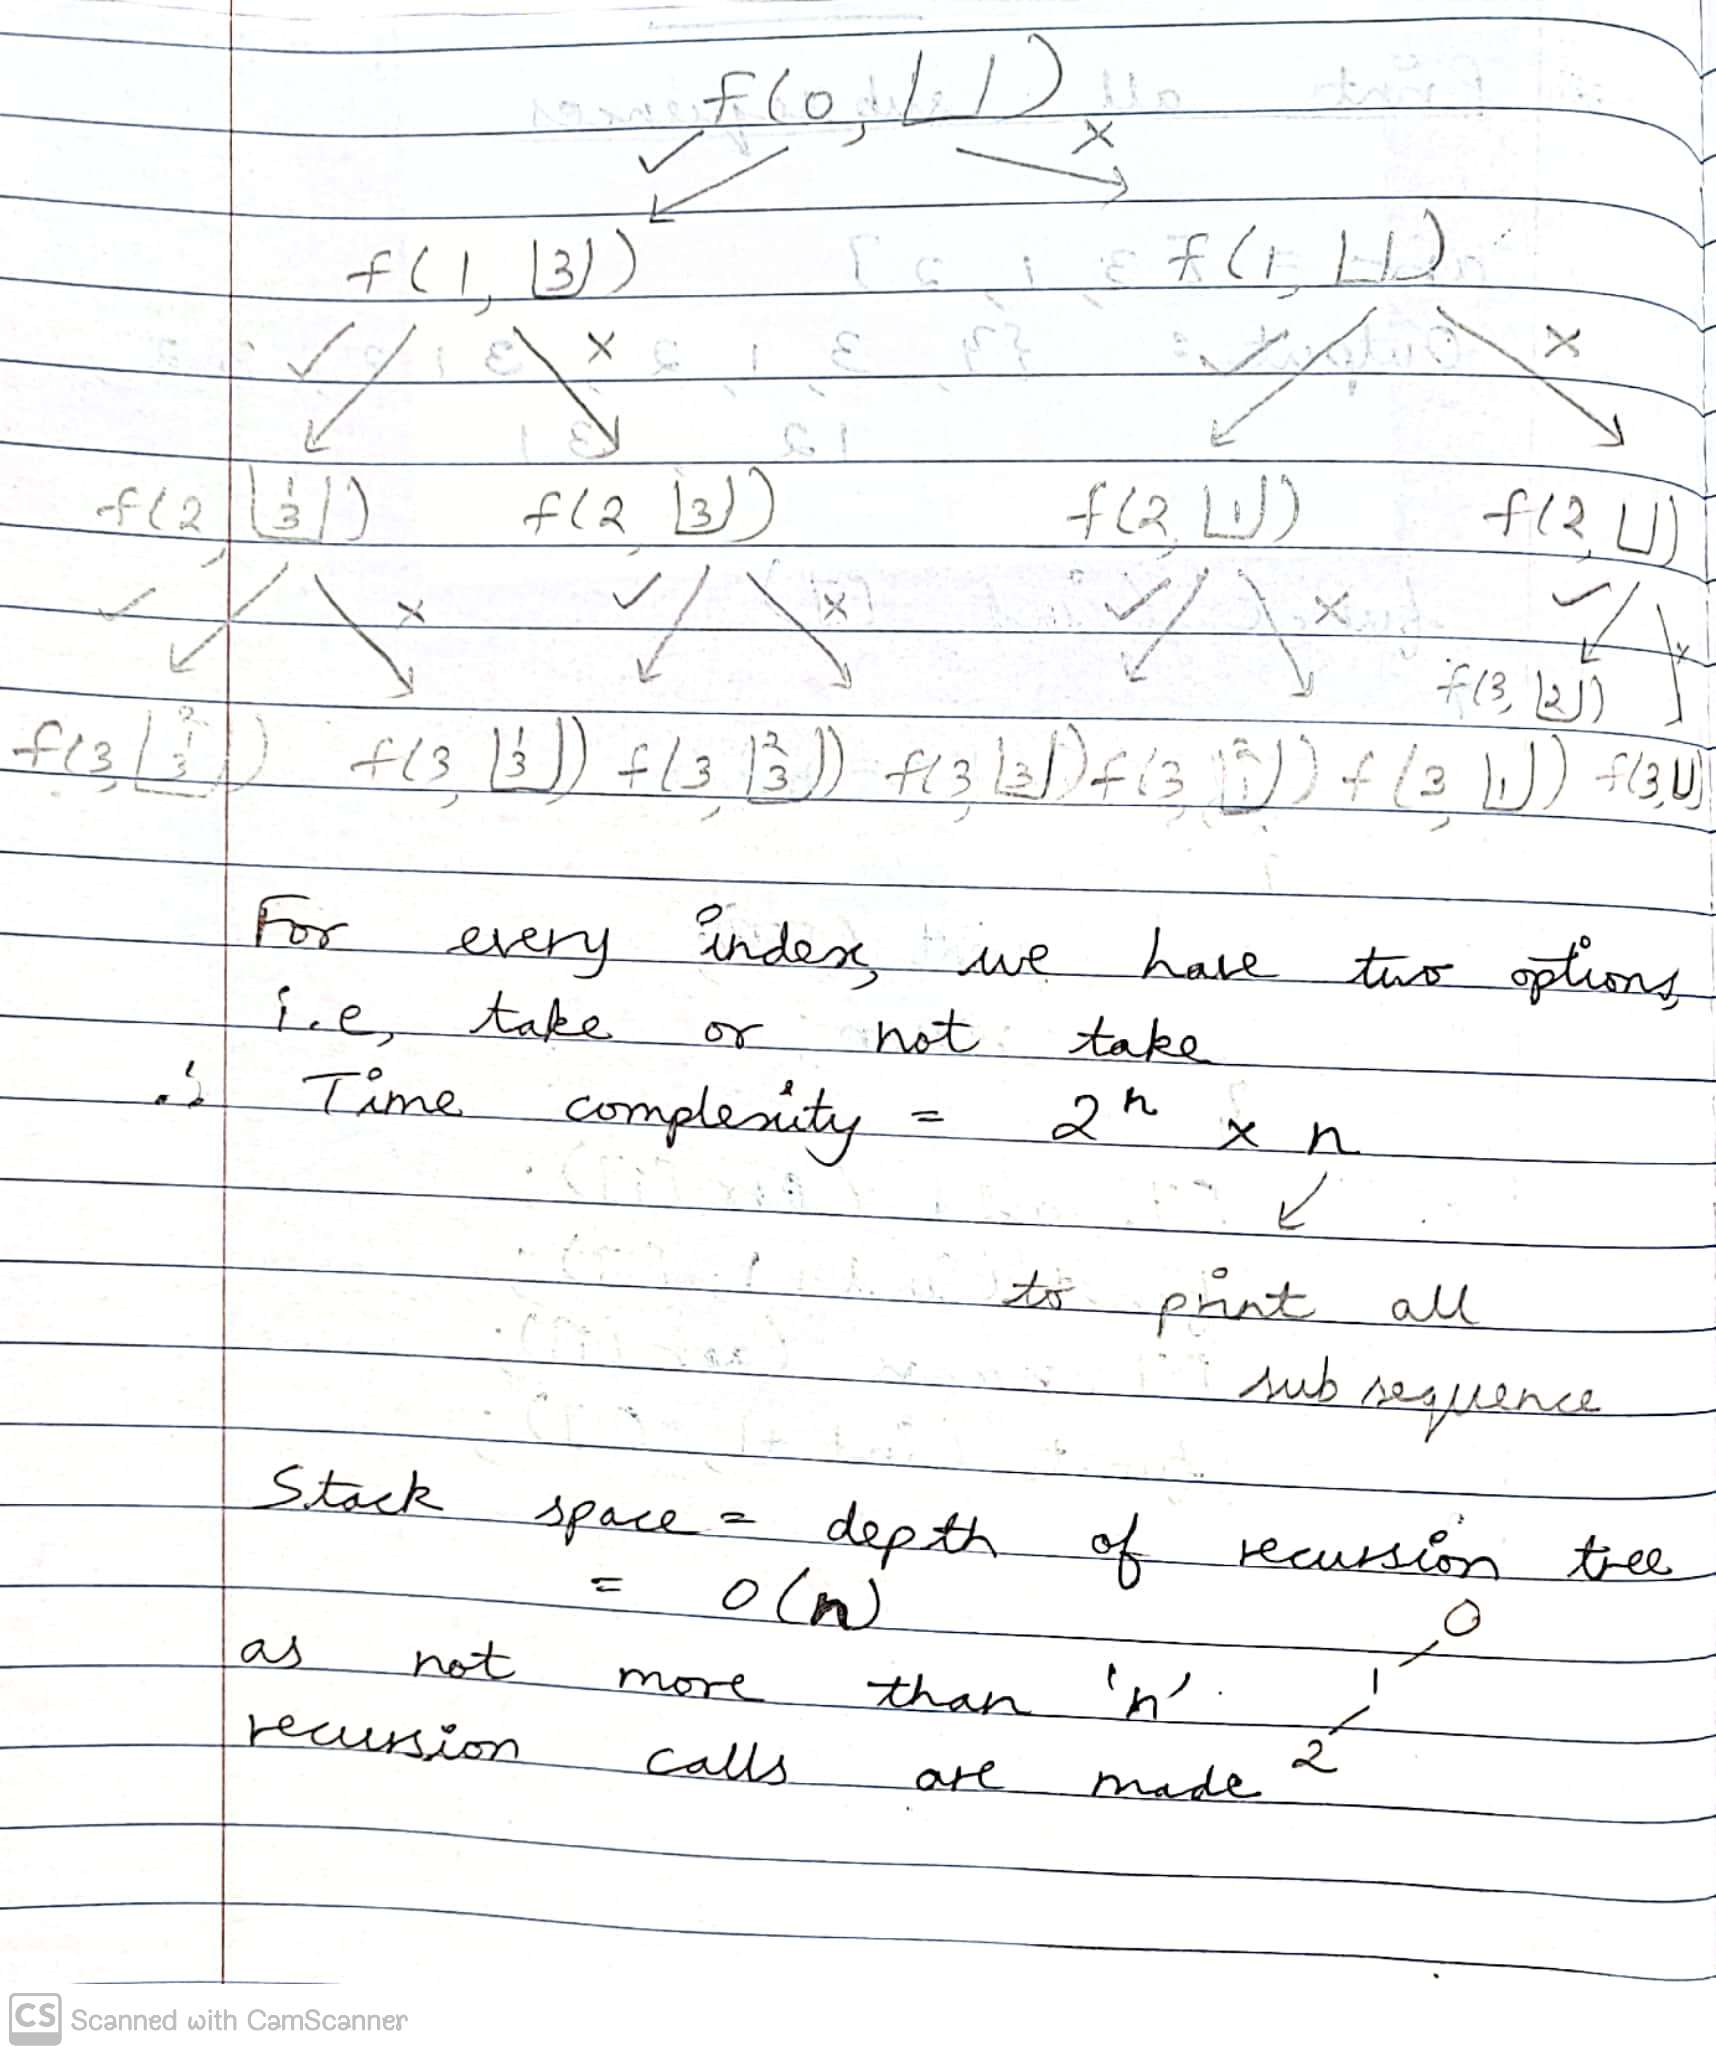 f(0, ⌊ ⌋)
✓ ×
f(1, ⌊3⌋) f(1, ⌊ ⌋)
✓ × ✓ ×
f(2, ⌊1 3⌋) f(2, ⌊3⌋) f(2, ⌊1⌋) f(2, ⌊ ⌋)
✓ × ✓ × ✓ × ✓ ×
f(3, ⌊2⌋)
f(3, ⌊2 1 3⌋) f(3, ⌊1 3⌋) f(3, ⌊2 3⌋) f(3, ⌊3⌋) f(3, ⌊2 1⌋) f(3, ⌊1⌋) f(3, ⌊ ⌋)
For every index, we have two options,
i.e, take or not take
∴ Time complexity = 2ⁿ × n
to print all
sub sequence
Stack space = depth of recursion tree
= O(n)
0
as not more than 'n'
1
recursion calls are made
2
CS Scanned with CamScanner